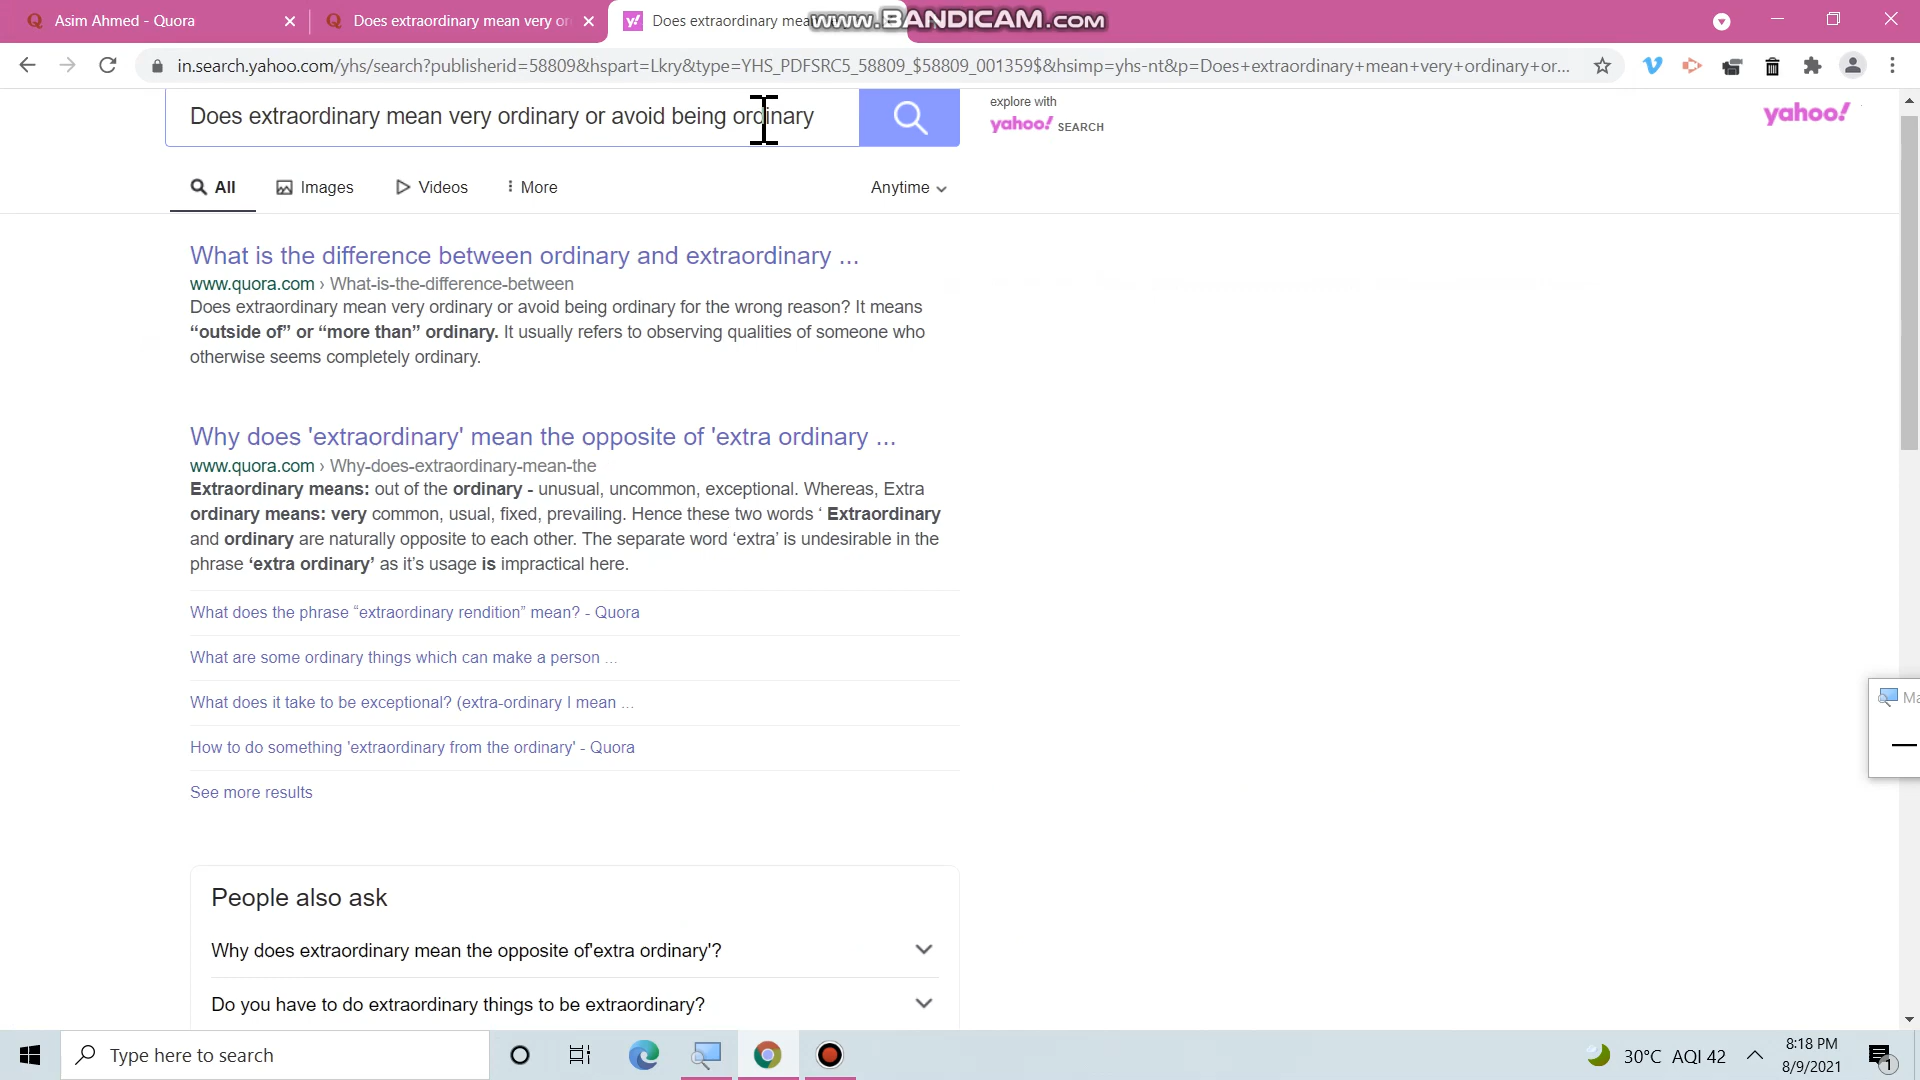 Asim Ahmed - Quora
Does extraordinary mean very or
Does extraordinary mea
www.BANDICAM.com
in.search.yahoo.com/yhs/search?publisherid=58809&hspart=Lkry&type=YHS_PDFSRC5_58809_$58809_001359$&hsimp=yhs-nt&p=Does+extraordinary+mean+very+ordinary+or...
Does extraordinary mean very ordinary or avoid being ordinary
explore with
yahoo! SEARCH
yahoo!
All
Images
Videos
More
Anytime
What is the difference between ordinary and extraordinary ...
www.quora.com › What-is-the-difference-between
Does extraordinary mean very ordinary or avoid being ordinary for the wrong reason? It means
“outside of” or “more than” ordinary. It usually refers to observing qualities of someone who
otherwise seems completely ordinary.
Why does 'extraordinary' mean the opposite of 'extra ordinary ...
www.quora.com › Why-does-extraordinary-mean-the
Extraordinary means: out of the ordinary - unusual, uncommon, exceptional. Whereas, Extra
ordinary means: very common, usual, fixed, prevailing. Hence these two words ‘ Extraordinary
and ordinary are naturally opposite to each other. The separate word ‘extra’ is undesirable in the
phrase ‘extra ordinary’ as it’s usage is impractical here.
What does the phrase “extraordinary rendition” mean? - Quora
What are some ordinary things which can make a person ...
What does it take to be exceptional? (extra-ordinary I mean ...
How to do something 'extraordinary from the ordinary' - Quora
See more results
Ma
People also ask
Why does extraordinary mean the opposite of'extra ordinary'?
Do you have to do extraordinary things to be extraordinary?
Type here to search
30°C AQI 42
8:18 PM
8/9/2021
1